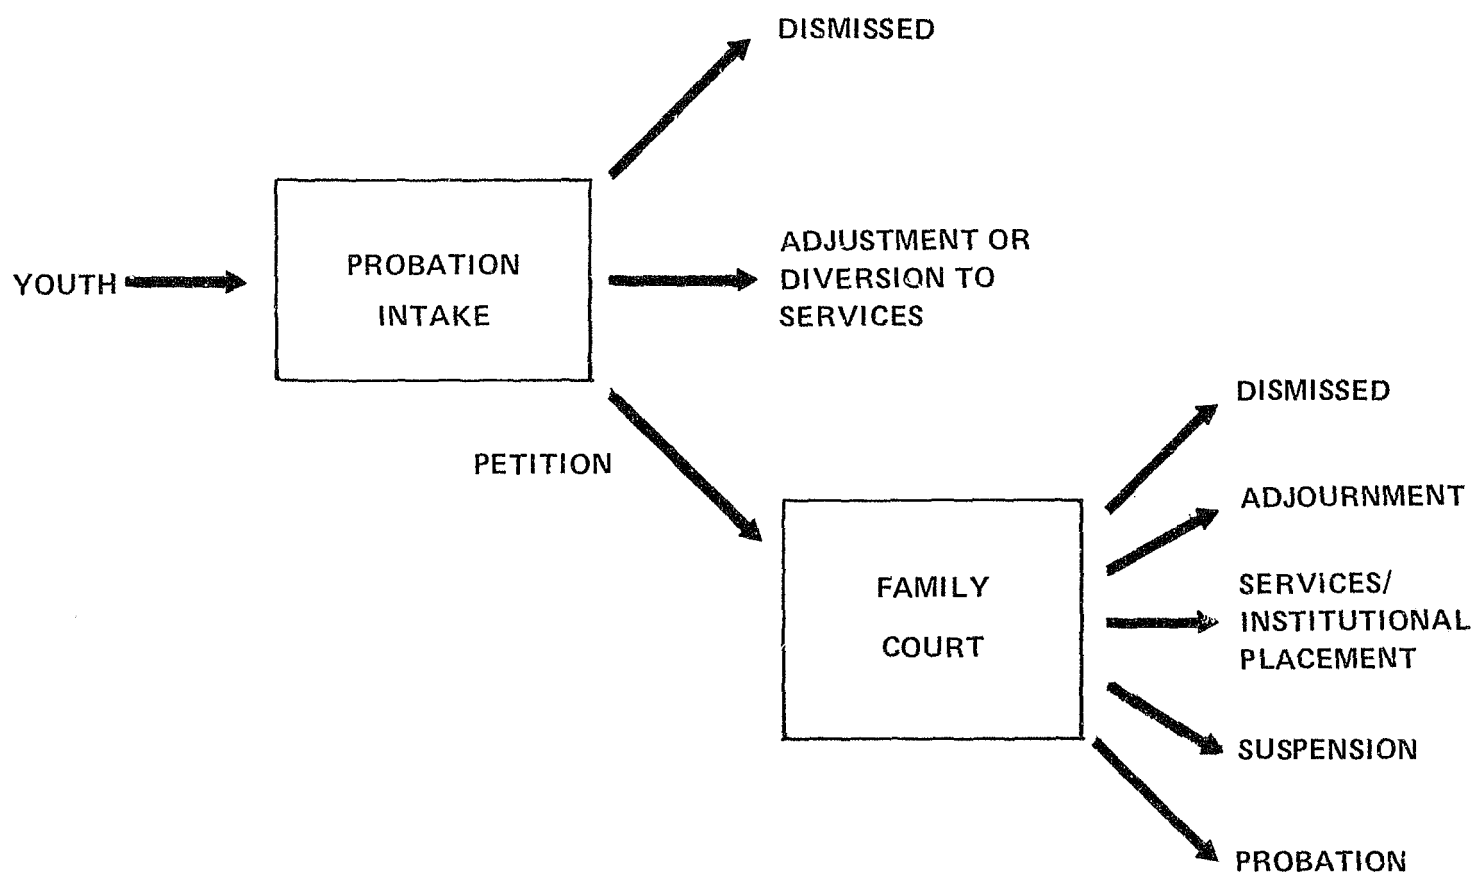 DISMISSED
YOUTH
PROBATION
INTAKE
ADJUSTMENT OR
DIVERSION TO
SERVICES
PETITION
FAMILY
COURT
DISMISSED
ADJOURNMENT
SERVICES/
INSTITUTIONAL
PLACEMENT
SUSPENSION
PROBATION